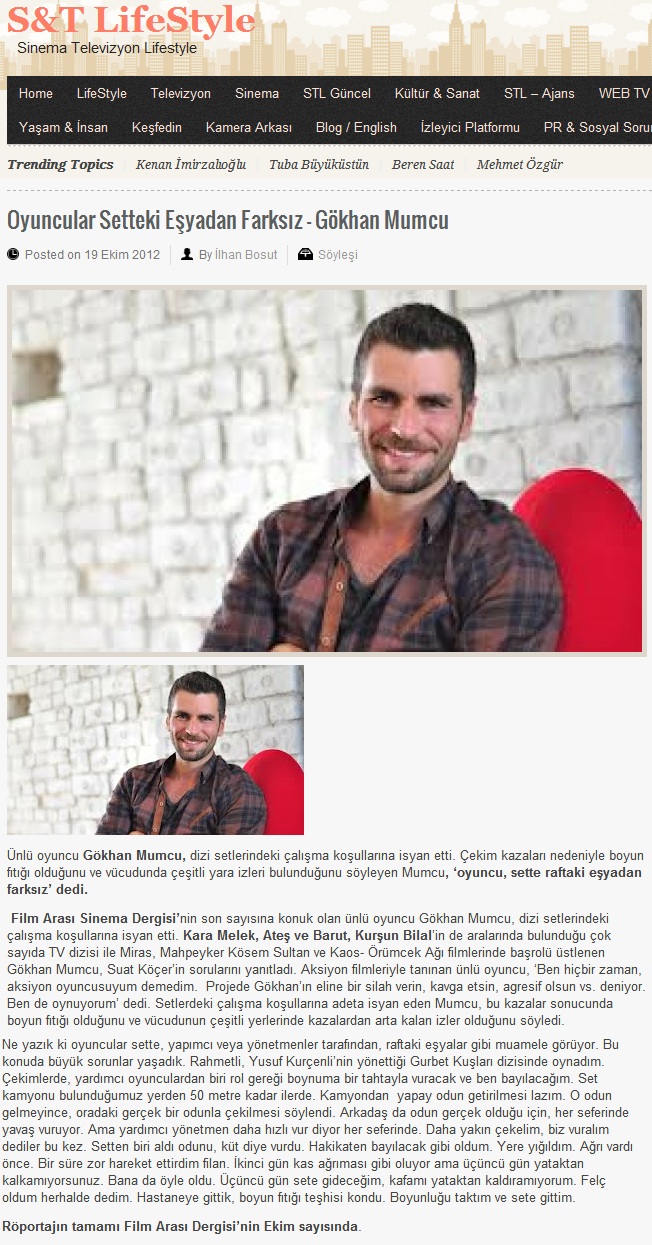 S&T LifeStyle
Sinema Televizyon Lifestyle
Home LifeStyle Televizyon Sinema STL Güncel Kültür & Sanat STL – Ajans WEB TV
Yaşam & İnsan Keşfedin Kamera Arkası Blog / English İzleyici Platformu PR & Sosyal Soru
Trending Topics Kenan İmirzalıoğlu Tuba Büyüküstün Beren Saat Mehmet Özgür
Oyuncular Setteki Eşyadan Farksız - Gökhan Mumcu
Posted on 19 Ekim 2012 By İlhan Bosut Söyleşi
Ünlü oyuncu Gökhan Mumcu, dizi setlerindeki çalışma koşullarına isyan etti. Çekim kazaları nedeniyle boyun
fıtığı olduğunu ve vücudunda çeşitli yara izleri bulunduğunu söyleyen Mumcu, ‘oyuncu, sette raftaki eşyadan
farksız’ dedi.
Film Arası Sinema Dergisi’nin son sayısına konuk olan ünlü oyuncu Gökhan Mumcu, dizi setlerindeki
çalışma koşullarına isyan etti. Kara Melek, Ateş ve Barut, Kurşun Bilal’in de aralarında bulunduğu çok
sayıda TV dizisi ile Miras, Mahpeyker Kösem Sultan ve Kaos- Örümcek Ağı filmlerinde başrolü üstlenen
Gökhan Mumcu, Suat Köçer’in sorularını yanıtladı. Aksiyon filmleriyle tanınan ünlü oyuncu, ‘Ben hiçbir zaman,
aksiyon oyuncusuyum demedim. Projede Gökhan’ın eline bir silah verin, kavga etsin, agresif olsun vs. deniyor.
Ben de oynuyorum’ dedi. Setlerdeki çalışma koşullarına adeta isyan eden Mumcu, bu kazalar sonucunda
boyun fıtığı olduğunu ve vücudunun çeşitli yerlerinde kazalardan arta kalan izler olduğunu söyledi.
Ne yazık ki oyuncular sette, yapımcı veya yönetmenler tarafından, raftaki eşyalar gibi muamele görüyor. Bu
konuda büyük sorunlar yaşadık. Rahmetli, Yusuf Kurçenli’nin yönettiği Gurbet Kuşları dizisinde oynadım.
Çekimlerde, yardımcı oyunculardan biri rol gereği boynuma bir tahtayla vuracak ve ben bayılacağım. Set
kamyonu bulunduğumuz yerden 50 metre kadar ilerde. Kamyondan yapay odun getirilmesi lazım. O odun
gelmeyince, oradaki gerçek bir odunla çekilmesi söylendi. Arkadaş da odun gerçek olduğu için, her seferinde
yavaş vuruyor. Ama yardımcı yönetmen daha hızlı vur diyor her seferinde. Daha yakın çekelim, biz vuralım
dediler bu kez. Setten biri aldı odunu, küt diye vurdu. Hakikaten bayılacak gibi oldum. Yere yığıldım. Ağrı vardı
önce. Bir süre zor hareket ettirdim filan. İkinci gün kas ağrıması gibi oluyor ama üçüncü gün yataktan
kalkamıyorsunuz. Bana da öyle oldu. Üçüncü gün sete gideceğim, kafamı yataktan kaldıramıyorum. Felç
oldum herhalde dedim. Hastaneye gittik, boyun fıtığı teşhisi kondu. Boyunluğu taktım ve sete gittim.
Röportajın tamamı Film Arası Dergisi’nin Ekim sayısında.